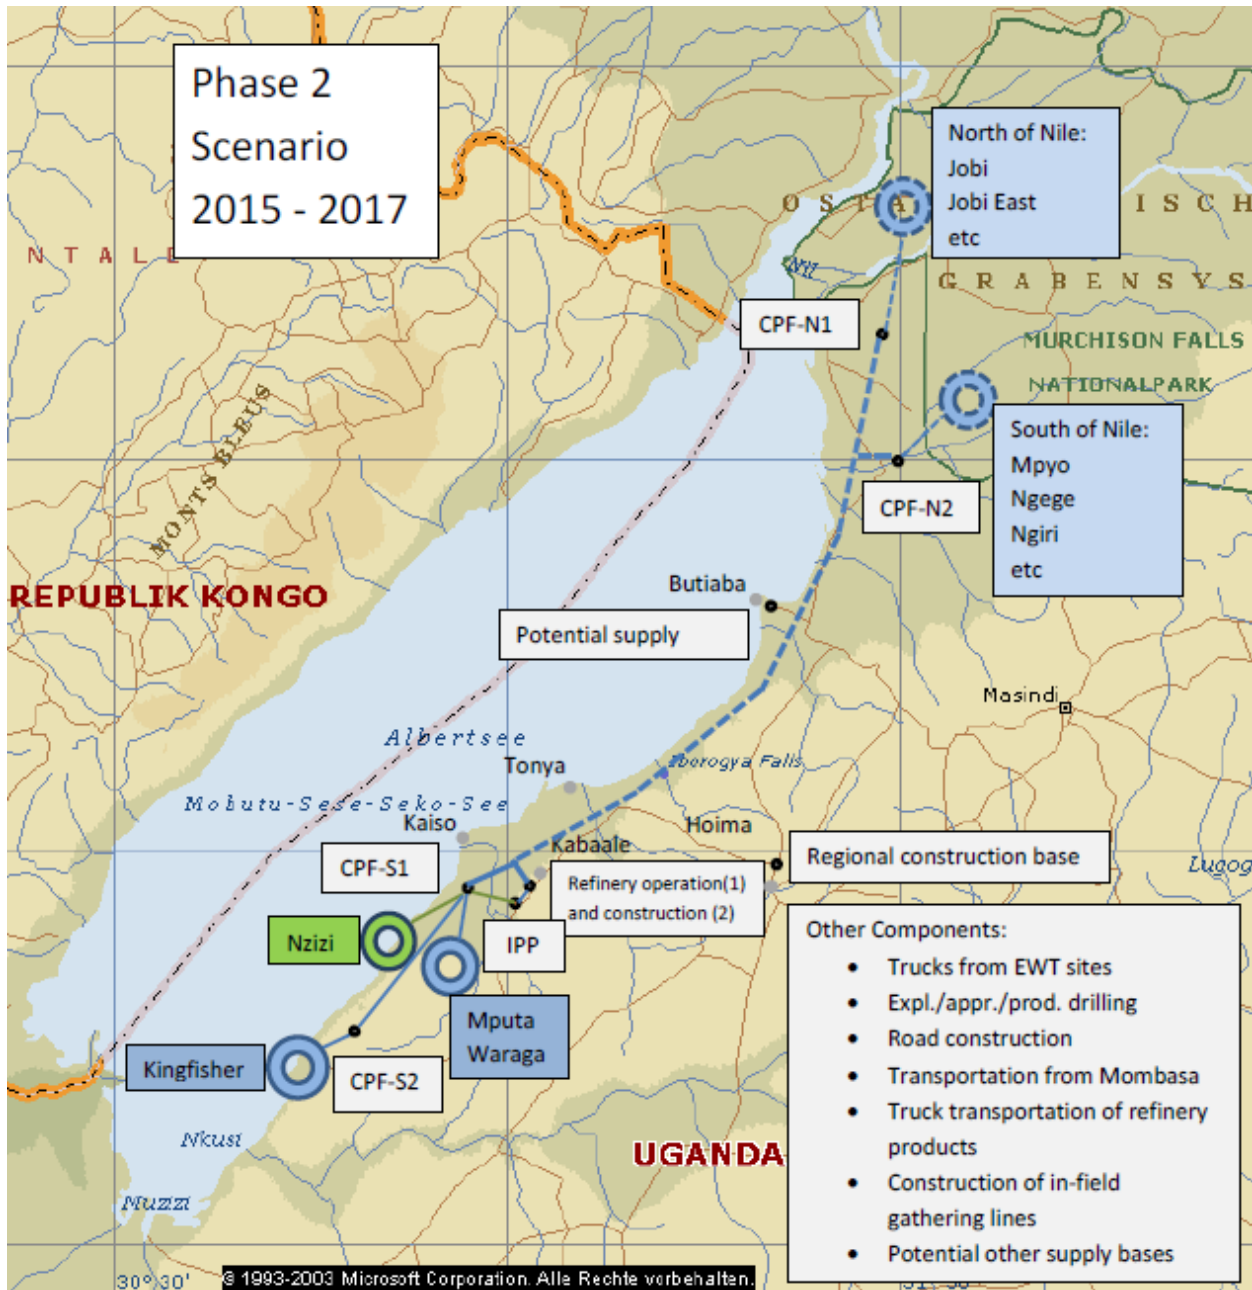 Phase 2
Scenario
2015 - 2017
North of Nile:
Jobi
Jobi East
etc
O S T A
I S C H
N T A L E
G R A B E N S Y S
Nil
CPF-N1
MURCHISON FALLS
NATIONALPARK
South of Nile:
Mpyo
Ngege
Ngiri
etc
CPF-N2
MONTS BLEUS
REPUBLIK KONGO
Butiaba
Potential supply
Masindi
Albertsee
Tonya
Iborogya Falls
Mobutu-Sese-Seko-See
Kaiso
Hoima
Kabaale
CPF-S1
Regional construction base
Lugog
Refinery operation(1)
and construction (2)
Nzizi
IPP
Mputa
Waraga
Kingfisher
CPF-S2
Other Components:
• Trucks from EWT sites
• Expl./appr./prod. drilling
• Road construction
• Transportation from Mombasa
• Truck transportation of refinery
products
• Construction of in-field
gathering lines
• Potential other supply bases
Nkusi
UGANDA
Muzizi
30°30'
© 1993-2003 Microsoft Corporation. Alle Rechte vorbehalten.